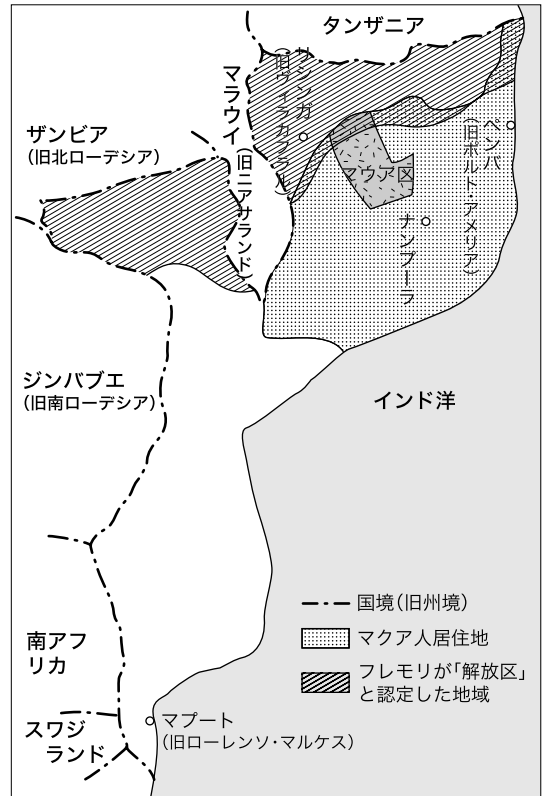 タンザニア
マラウイ
(旧ニアサランド)
リシンガ
(旧ヴィラカブラル)
ペンバ
(旧ポルト・アメリア)
ザンビア
(旧北ローデシア)
マウア区
ナンプーラ
ジンバブエ
(旧南ローデシア)
インド洋
南アフ
リカ
スワジ
ランド
マプート
(旧ローレンソ・マルケス)
国境(旧州境)
マクア人居住地
フレモリが「解放区」
と認定した地域